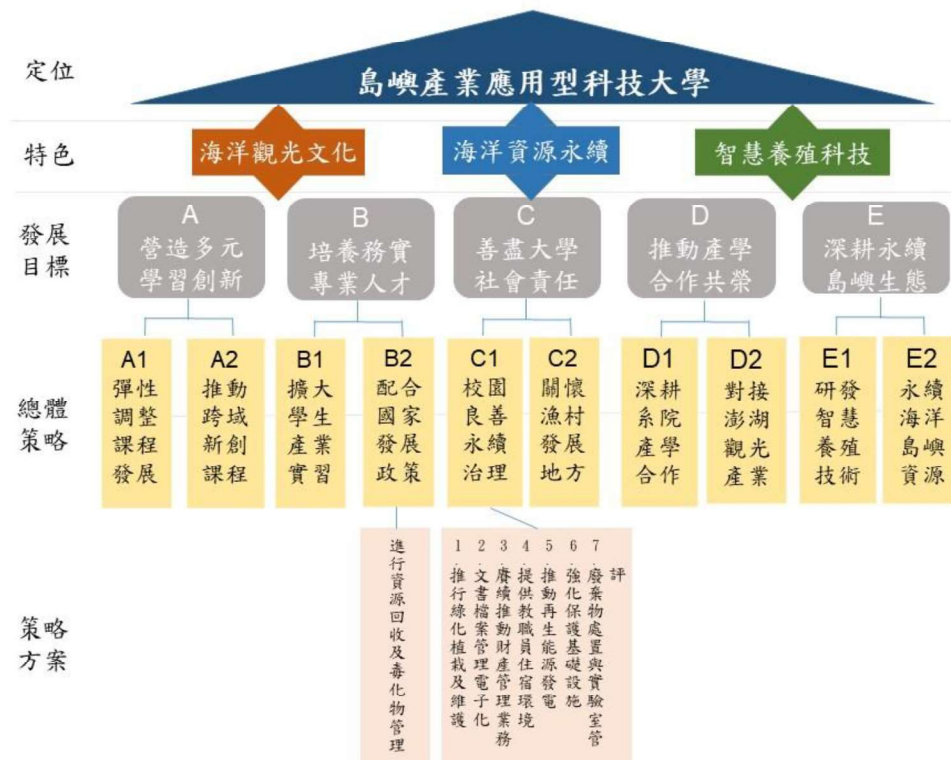 定位
島嶼產業應用型科技大學
特色
海洋觀光文化
海洋資源永續
智慧養殖科技
發展
目標
A
營造多元
學習創新
B
培養務實
專業人才
C
善盡大學
社會責任
D
推動產學
合作共榮
E
深耕永續
島嶼生態
總體
策略
A1
彈性
調整
課程
發展
A2
推動
跨域
新創
課程
B1
擴大
學生
產業
實習
B2
配合
國家
發展
政策
C1
校園
良善
永續
治理
C2
關懷
漁村
發展
地方
D1
深耕
系院
產學
合作
D2
對接
澎湖
觀光
產業
E1
研發
智慧
養殖
技術
E2
永續
海洋
島嶼
資源
策略
方案
進行資源回收及毒化物管理
1.推行綠化植栽及維護
2.文書檔案管理電子化
3.賡續推動財產管理業務
4.提供教職員住宿環境
5.推動再生能源發電
6.強化保護基礎設施
7.廢棄物處置與實驗室管
評